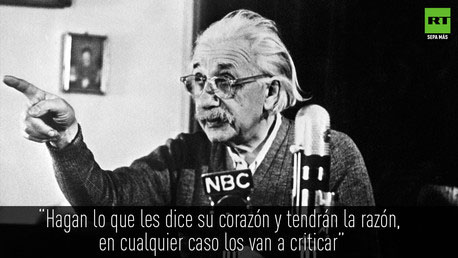 RT
SEPA MÁS
NBC
"Hagan lo que les dice su corazón y tendrán la razón,
en cualquier caso los van a criticar"